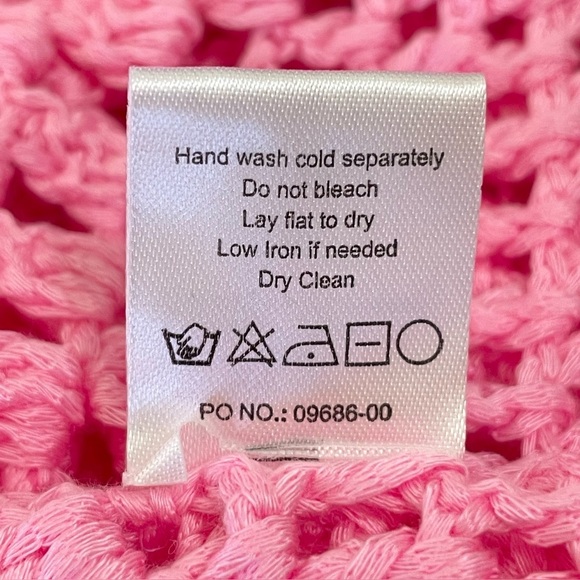 Hand wash cold separately
Do not bleach
Lay flat to dry
Low Iron if needed
Dry Clean
PO NO.: 09686-00